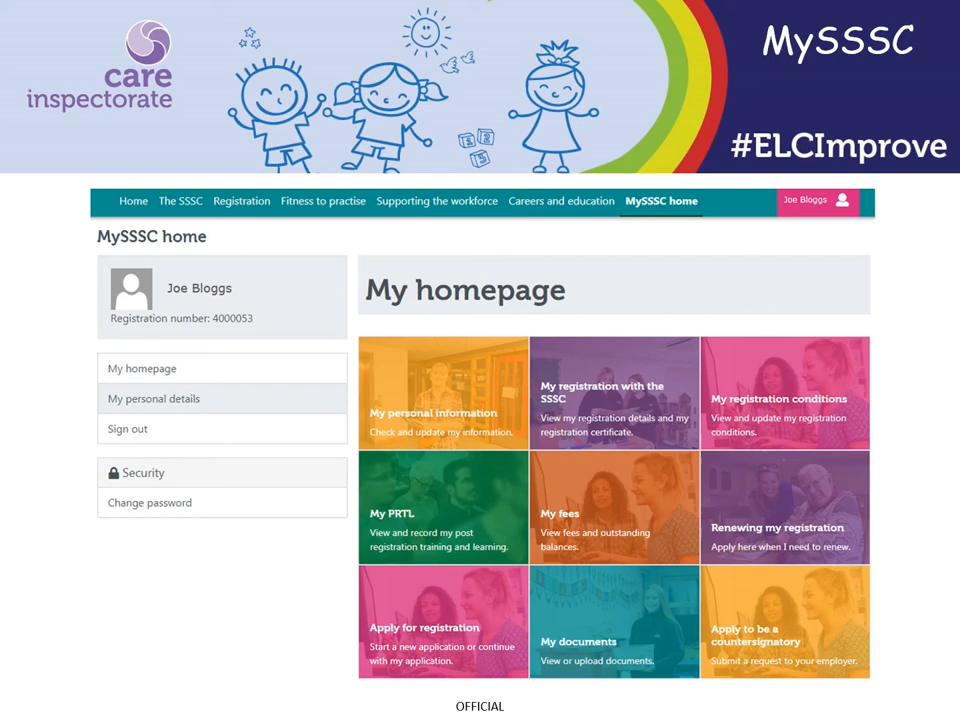 care
inspectorate
1 2
5
MySSSC
#ELCImprove
Home The SSSC Registration Fitness to practise Supporting the workforce Careers and education MySSSC home
Joe Bloggs
MySSSC home
Joe Bloggs
Registration number: 4000053
My homepage
My personal details
Sign out
Security
Change password
My homepage
My personal information
Check and update my information.
My registration with the
SSSC
View my registration details and my
registration certificate.
My registration conditions
View and update my registration
conditions.
My PRTL
View and record my post
registration training and learning.
My fees
View fees and outstanding
balances.
Renewing my registration
Apply here when I need to renew.
Apply for registration
Start a new application or continue
with my application.
My documents
View or upload documents.
Apply to be a
countersignatory
Submit a request to your employer.
OFFICIAL